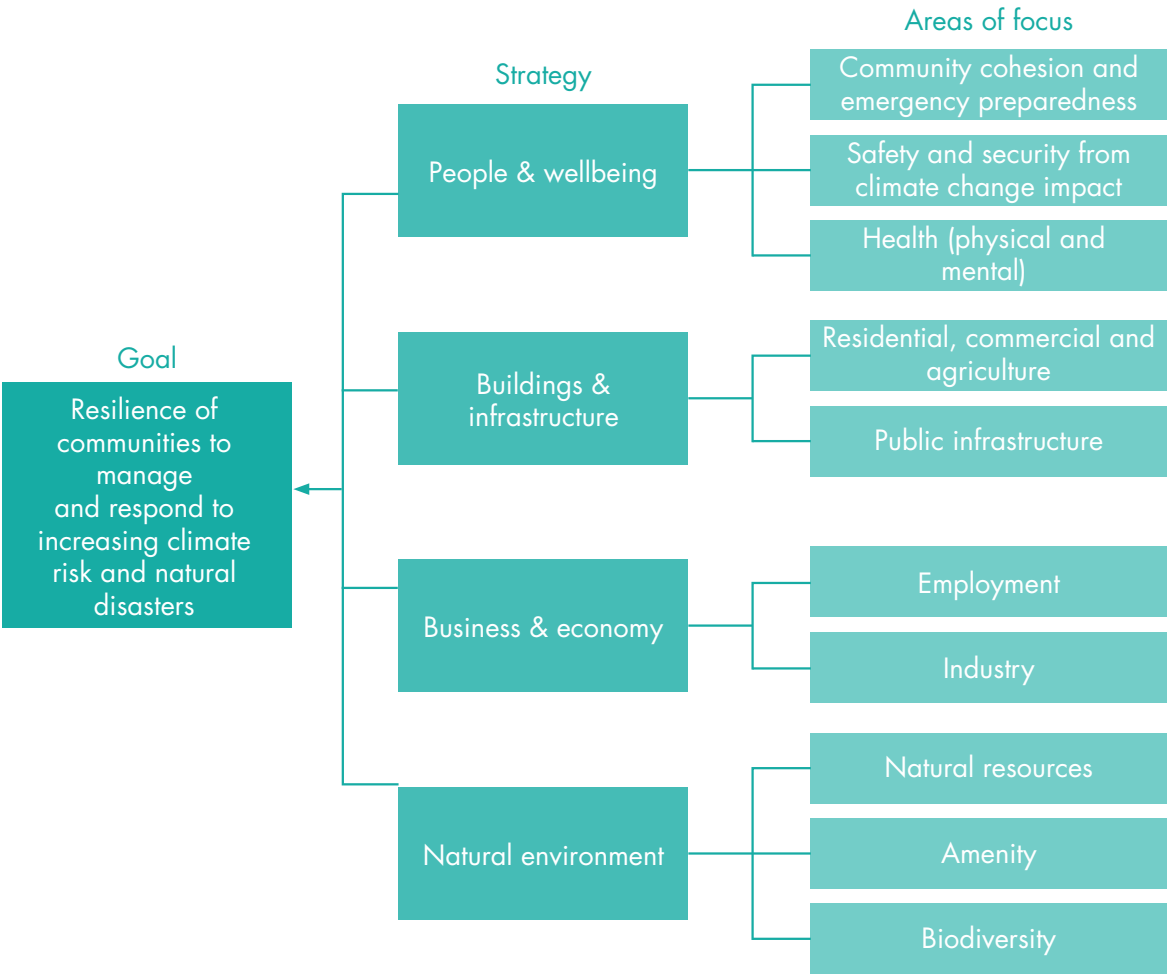 Areas of focus
Strategy
Community cohesion and
emergency preparedness
People & wellbeing
Safety and security from
climate change impact
Health (physical and
mental)
Goal
Resilience of
communities to
manage
and respond to
increasing climate
risk and natural
disasters
Buildings &
infrastructure
Residential, commercial and
agriculture
Public infrastructure
Business & economy
Employment
Industry
Natural environment
Natural resources
Amenity
Biodiversity